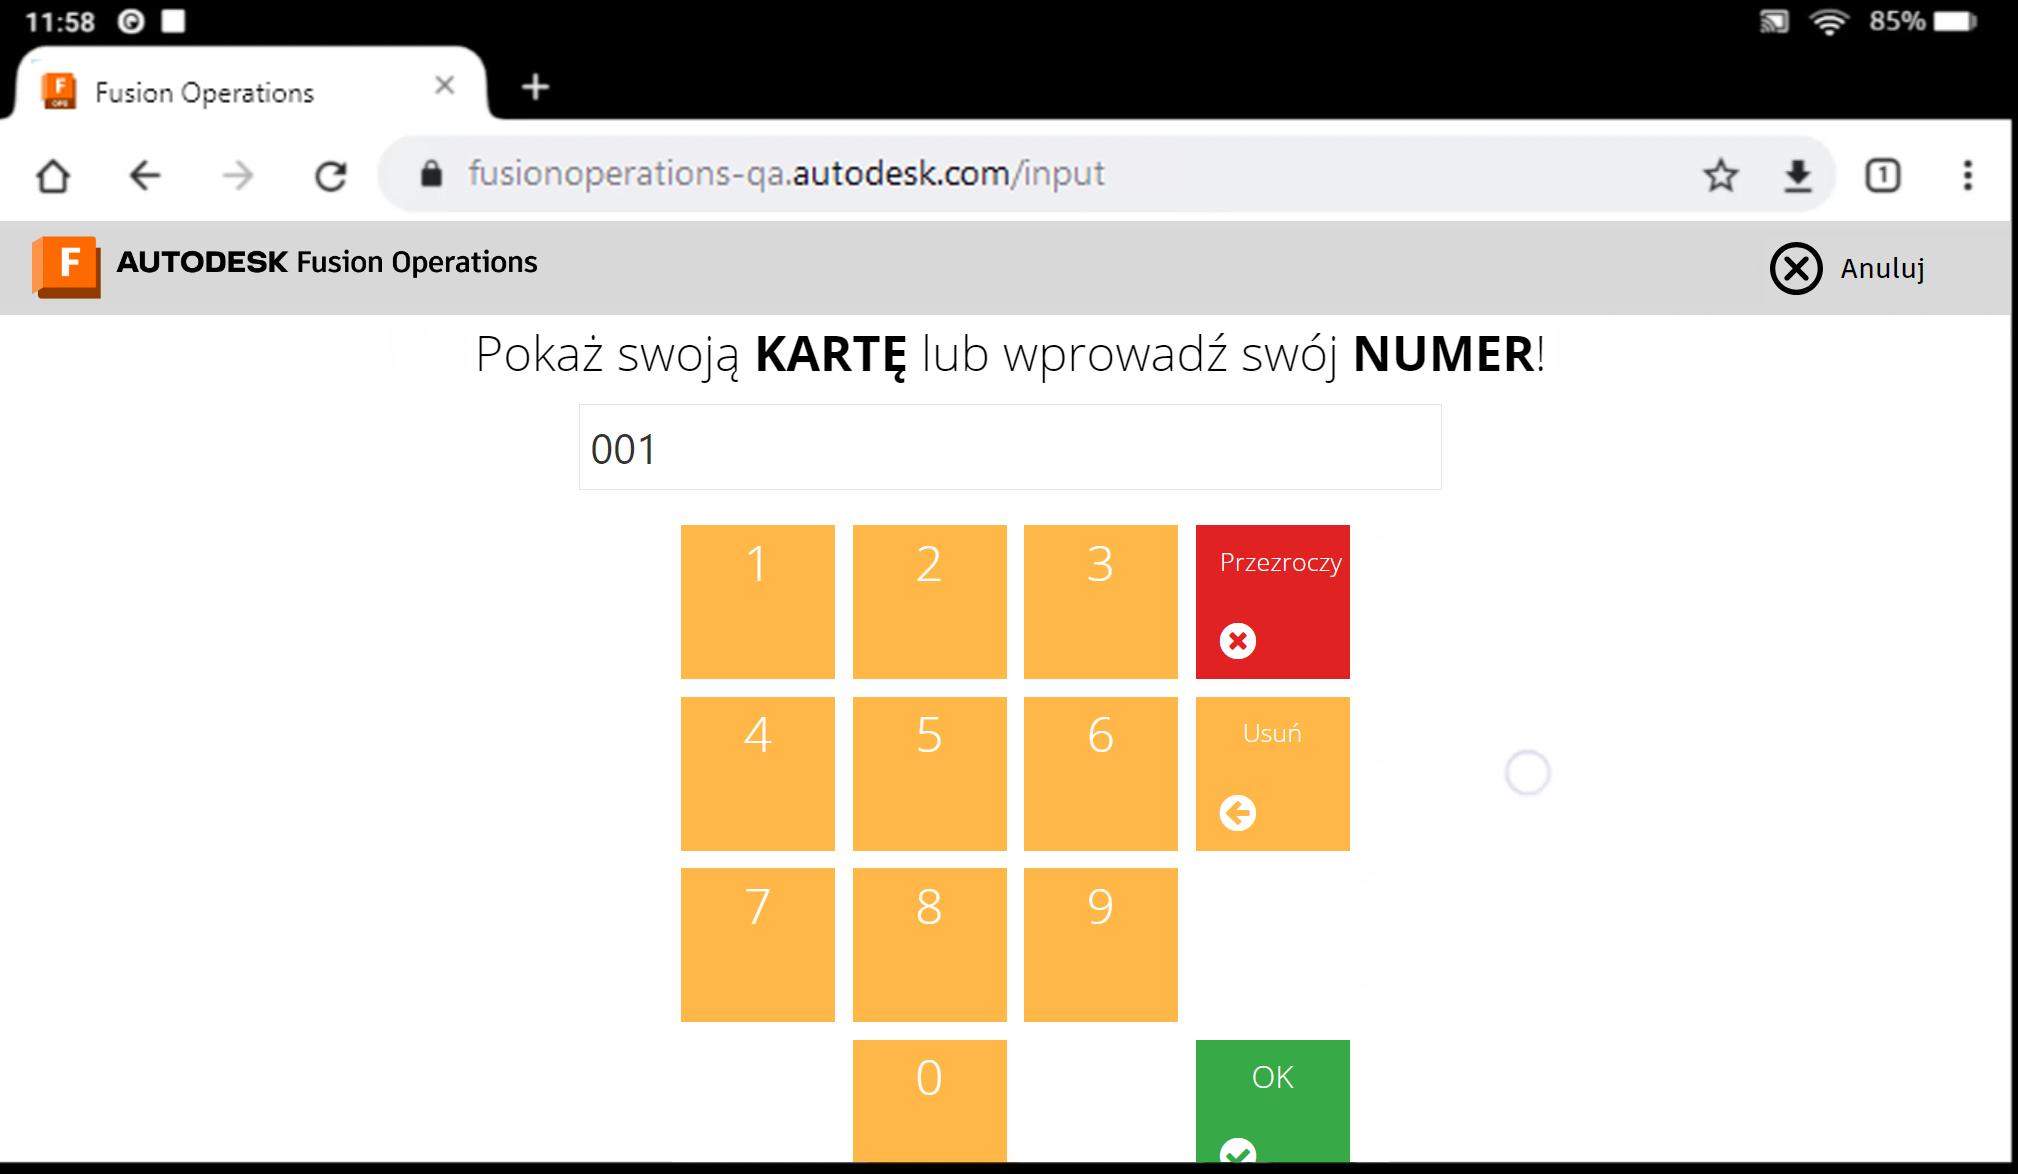 11:58
85%
Fusion Operations
fusionoperations-qa.autodesk.com/input
1
F AUTODESK Fusion Operations
Anuluj
Pokaż swoją KARTĘ lub wprowadź swój NUMER!
001
1 2 3 Przezroczy
4 5 6 Usuń
7 8 9
0 OK